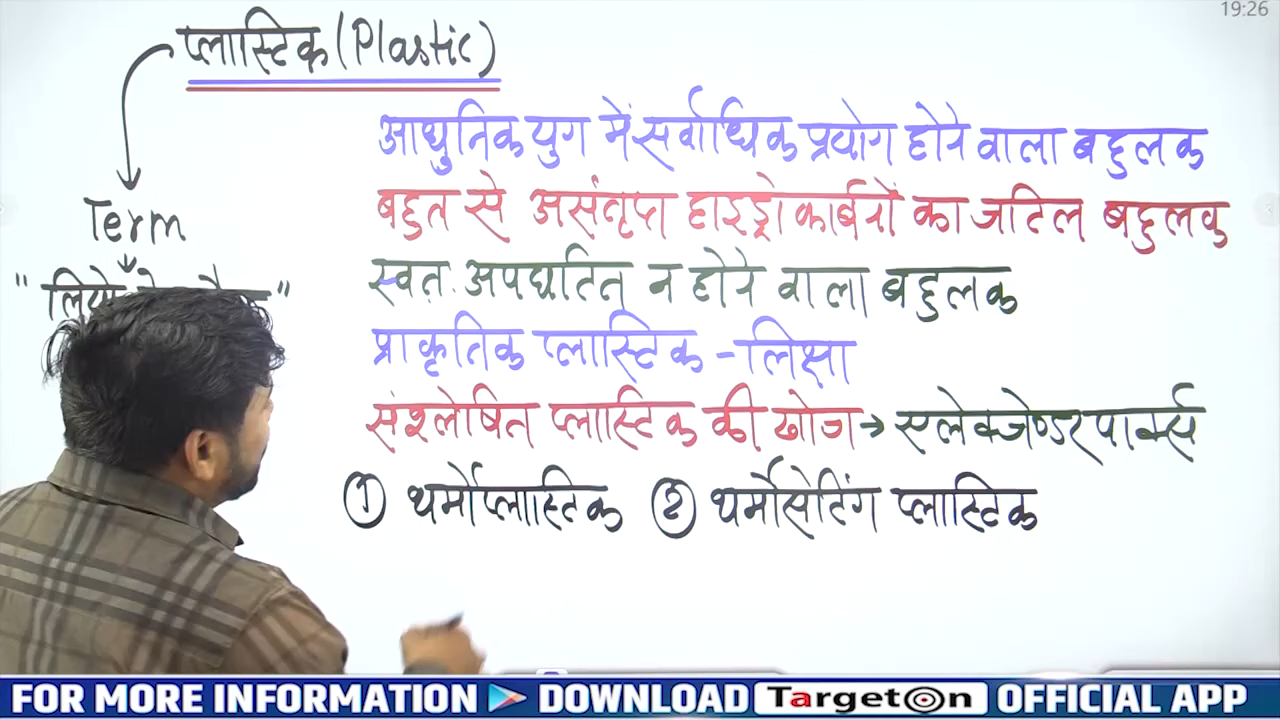 19:26
प्लास्टिक (Plastic)
आधुनिक युग में सर्वाधिक प्रयोग होने वाला बहुलक
बहुत से असंतृप्त हाइड्रोकार्बनों का जटिल बहुलक
Term
स्वतः अपघटित न होने वाला बहुलक
प्राकृतिक प्लास्टिक - लिक्षा
संश्लेषित प्लास्टिक की खोज → एलेक्जेण्डर पार्क्स
① थर्मोप्लास्टिक ② थर्मोसेटिंग प्लास्टिक
FOR MORE INFORMATION DOWNLOAD Targeton OFFICIAL APP